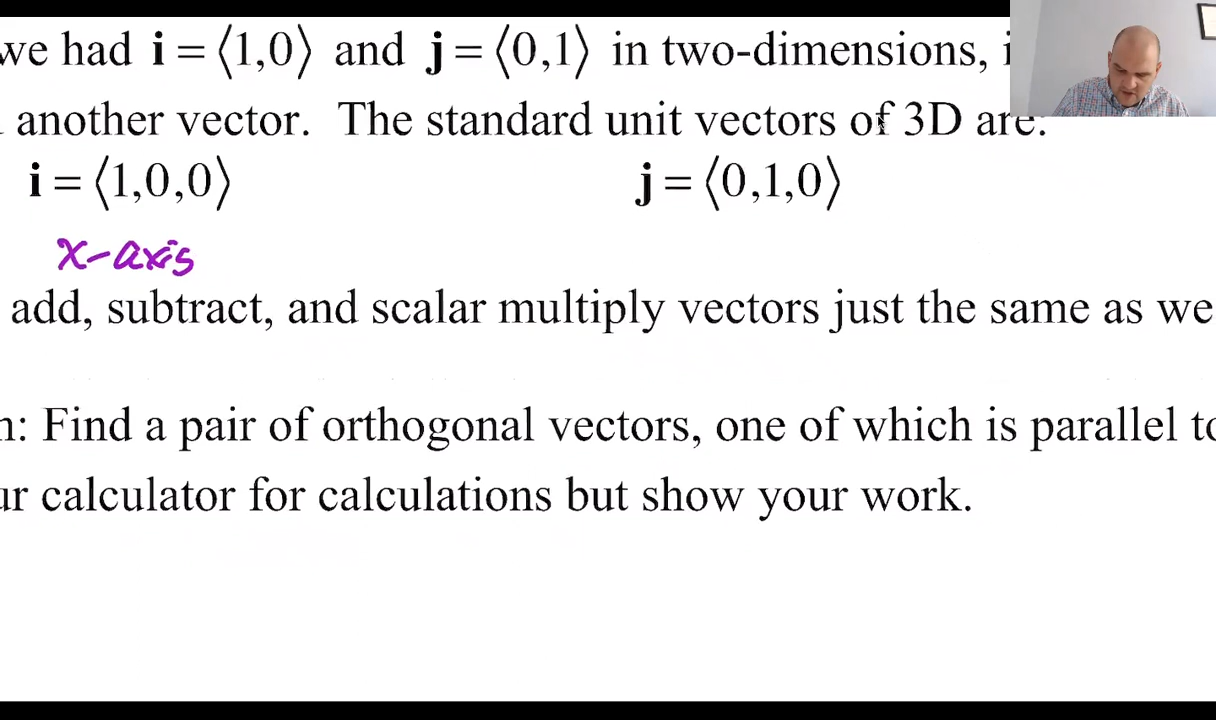 we had i = ⟨1,0⟩ and j = ⟨0,1⟩ in two-dimensions,
another vector. The standard unit vectors of 3D are:
i = ⟨1,0,0⟩ j = ⟨0,1,0⟩
x-axis
add, subtract, and scalar multiply vectors just the same as we
: Find a pair of orthogonal vectors, one of which is parallel to
calculator for calculations but show your work.